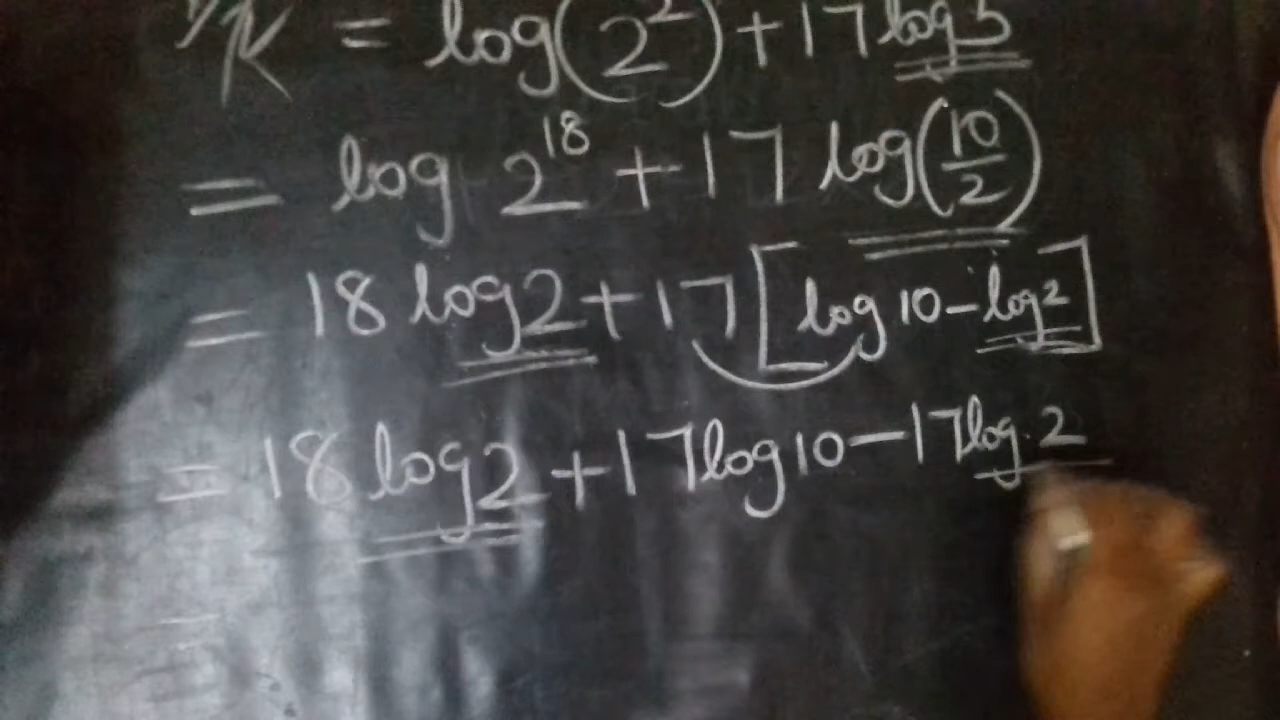 = log(2²) + 17 log 5
= log 2¹⁸ + 17 log(10/2)
= 18 log 2 + 17 [log 10 - log 2]
= 18 log 2 + 17 log 10 - 17 log 2
=